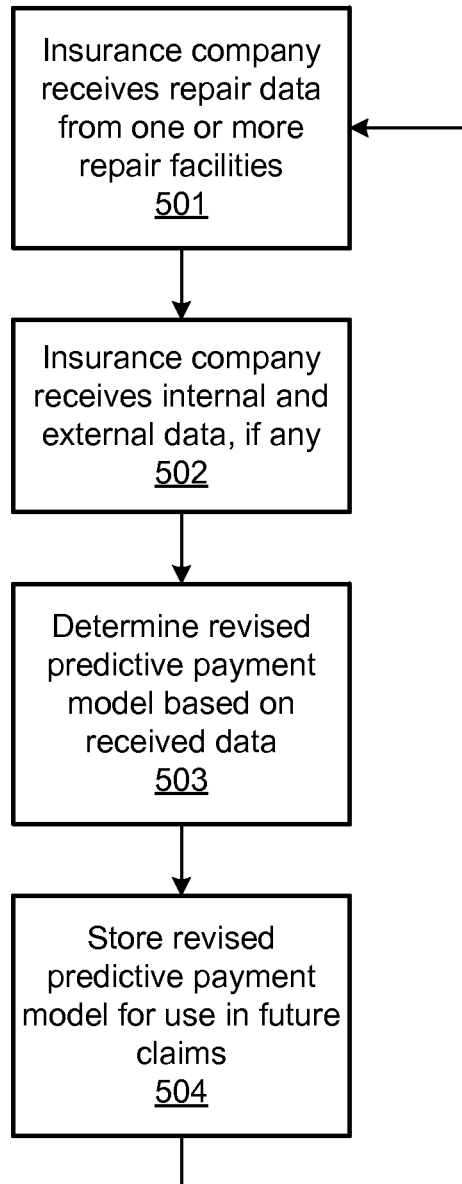 Insurance company
receives repair data
from one or more
repair facilities
501
Insurance company
receives internal and
external data, if any
502
Determine revised
predictive payment
model based on
received data
503
Store revised
predictive payment
model for use in future
claims
504